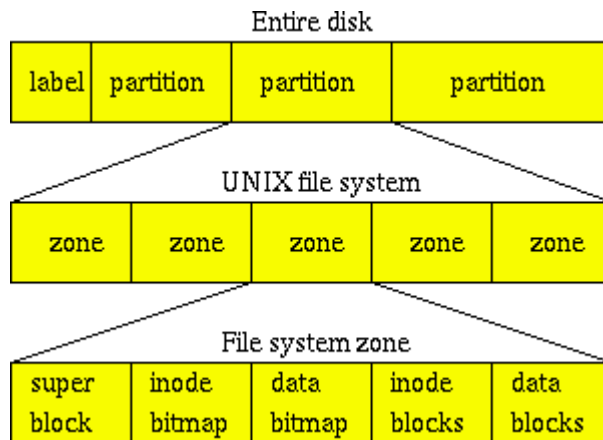 Entire disk
label partition partition partition
UNIX file system
zone zone zone zone zone
File system zone
super inode data inode data
block bitmap bitmap blocks blocks